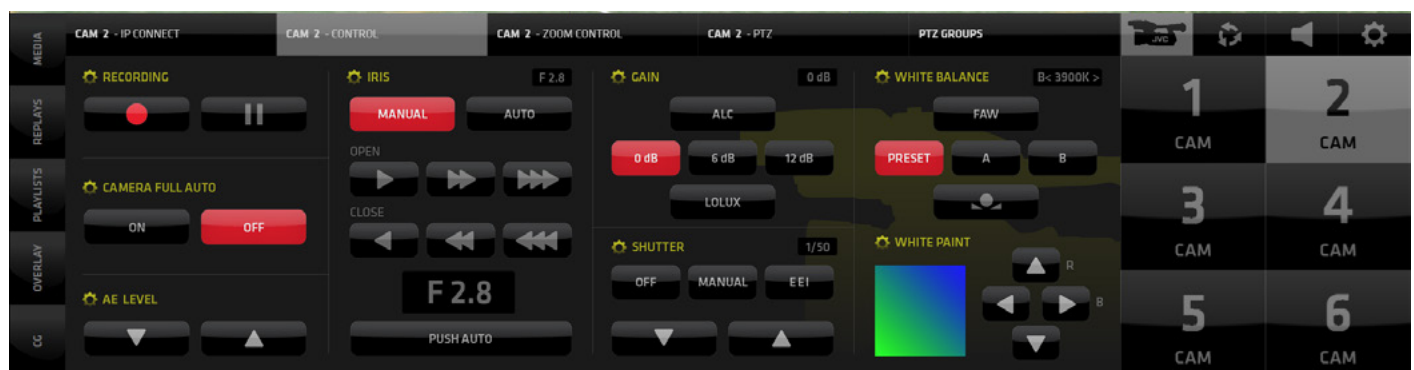 MEDIA
REPLAYS
PLAYLISTS
OVERLAY
CG
CAM 2 - IP CONNECT
CAM 2 - CONTROL
CAM 2 - ZOOM CONTROL
CAM 2 - PTZ
PTZ GROUPS
JVC
RECORDING
CAMERA FULL AUTO
ON OFF
AE LEVEL
IRIS F 2.8
MANUAL AUTO
OPEN
CLOSE
F 2.8
PUSH AUTO
GAIN 0 dB
ALC
0 dB 6 dB 12 dB
LOLUX
SHUTTER 1/50
OFF MANUAL EEI
WHITE BALANCE B< 3900K >
FAW
PRESET A B
WHITE PAINT
R
B
1
CAM
2
CAM
3
CAM
4
CAM
5
CAM
6
CAM